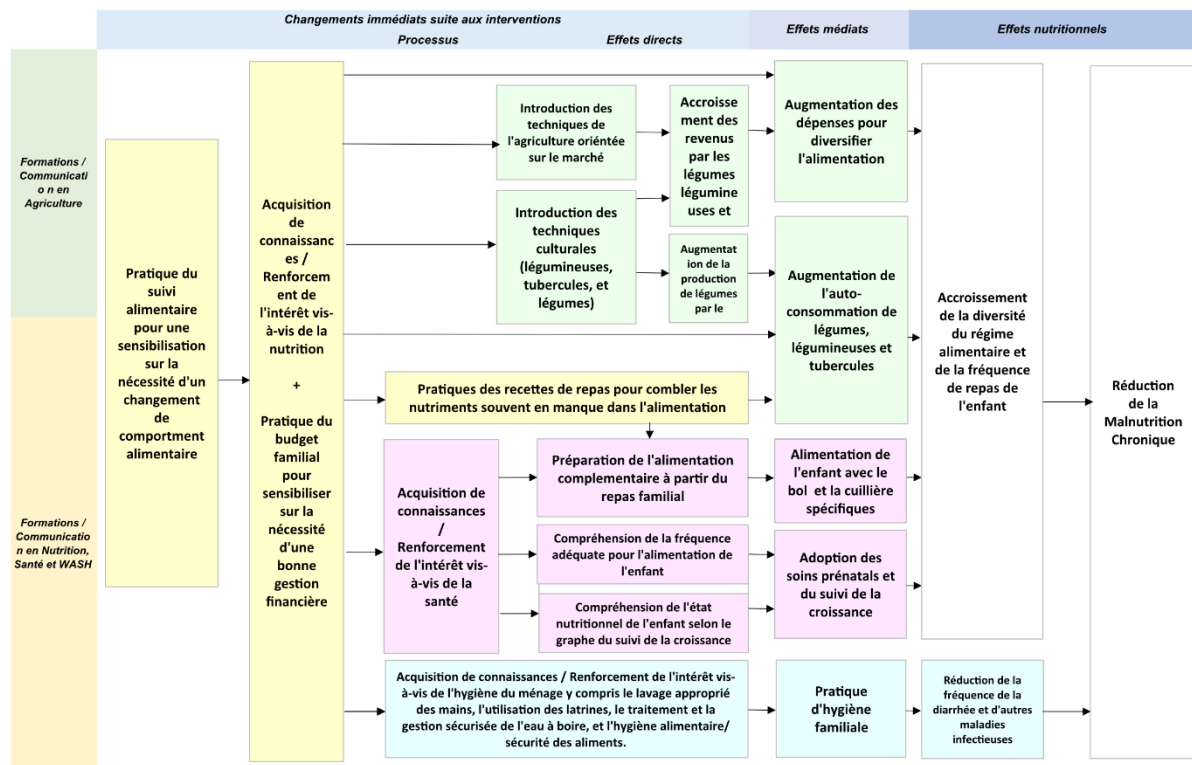 Changements immédiats suite aux interventions
Processus
Effets directs
Effets médiats
Effets nutritionnels
Formations /
Communicati
o n en
Agriculture
Formations /
Communicatio
n en Nutrition,
Santé et WASH
Pratique du
suivi
alimentaire
pour une
sensibilisation
sur la
nécessité d'un
changement
de
comportment
alimentaire
Acquisition
de
connaissanc
es /
Renforcem
ent de
l'intérêt vis-
à-vis de la
nutrition
+
Pratique du
budget
familial
pour
sensibiliser
sur la
nécessité
d'une
bonne
gestion
financière
Introduction des
techniques de
l'agriculture oriéntée
sur le marché
Accroisse
ment des
revenus
par les
légumes
légumine
uses et
Augmentation des
dépenses pour
diversifier
l'alimentation
Introduction des
techniques
culturales
(légumineuses,
tubercules, et
légumes)
Augmentat
ion de la
production
de légumes
par le
Augmentation de
l'auto-
consommation de
légumes,
légumineuses et
tubercules
Pratiques des recettes de repas pour combler les
nutriments souvent en manque dans l'alimentation
Acquisition de
connaissances
/
Renforcement
de l'intérêt vis-
à-vis de la
santé
Préparation de l'alimentation
complementaire à partir du
repas familial
Alimentation de
l'enfant avec le
bol et la cuillière
spécifiques
Compréhension de la fréquence
adéquate pour l'alimentation de
l'enfant
Compréhension de l'état
nutritionnel de l'enfant selon le
graphe du suivi de la croissance
Adoption des
soins prénatals et
du suivi de la
croissance
Acquisition de connaissances / Renforcement de l'intérêt vis-
à-vis de l'hygiène du ménage y compris le lavage approprié
des mains, l'utilisation des latrines, le traitement et la
gestion sécurisée de l'eau à boire, et l'hygiène alimentaire/
sécurité des aliments.
Pratique
d'hygiène
familiale
Accroissement
de la diversité
du régime
alimentaire et
de la fréquence
de repas de
l'enfant
Réduction de la
fréquence de la
diarrhée et d'autres
maladies
infectieuses
Réduction
de la
Malnutrition
Chronique